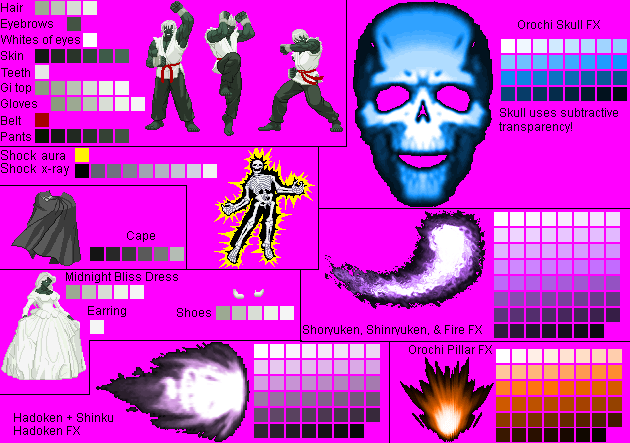 Hair
Eyebrows
Whites of eyes
Skin
Teeth
Gi top
Gloves
Belt
Pants
Shock aura
Shock x-ray
Cape
Midnight Bliss Dress
Earring
Shoes
Orochi Skull FX
Skull uses subtractive
transparency!
Shoryuken, Shinryuken, & Fire FX
Orochi Pillar FX
Hadoken + Shinku
Hadoken FX